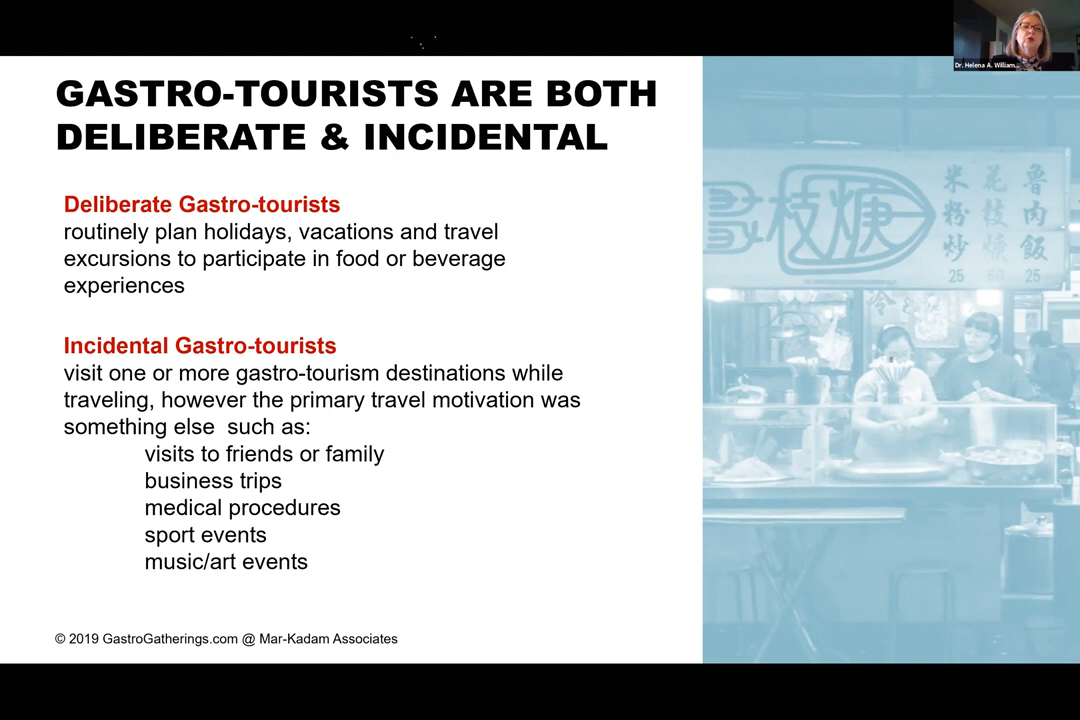 Dr. Helena A. William...
GASTRO-TOURISTS ARE BOTH
DELIBERATE & INCIDENTAL
Deliberate Gastro-tourists
routinely plan holidays, vacations and travel
excursions to participate in food or beverage
experiences
Incidental Gastro-tourists
visit one or more gastro-tourism destinations while
traveling, however the primary travel motivation was
something else such as:
visits to friends or family
business trips
medical procedures
sport events
music/art events
© 2019 GastroGatherings.com @ Mar-Kadam Associates
魯肉飯
25
米粉炒
25